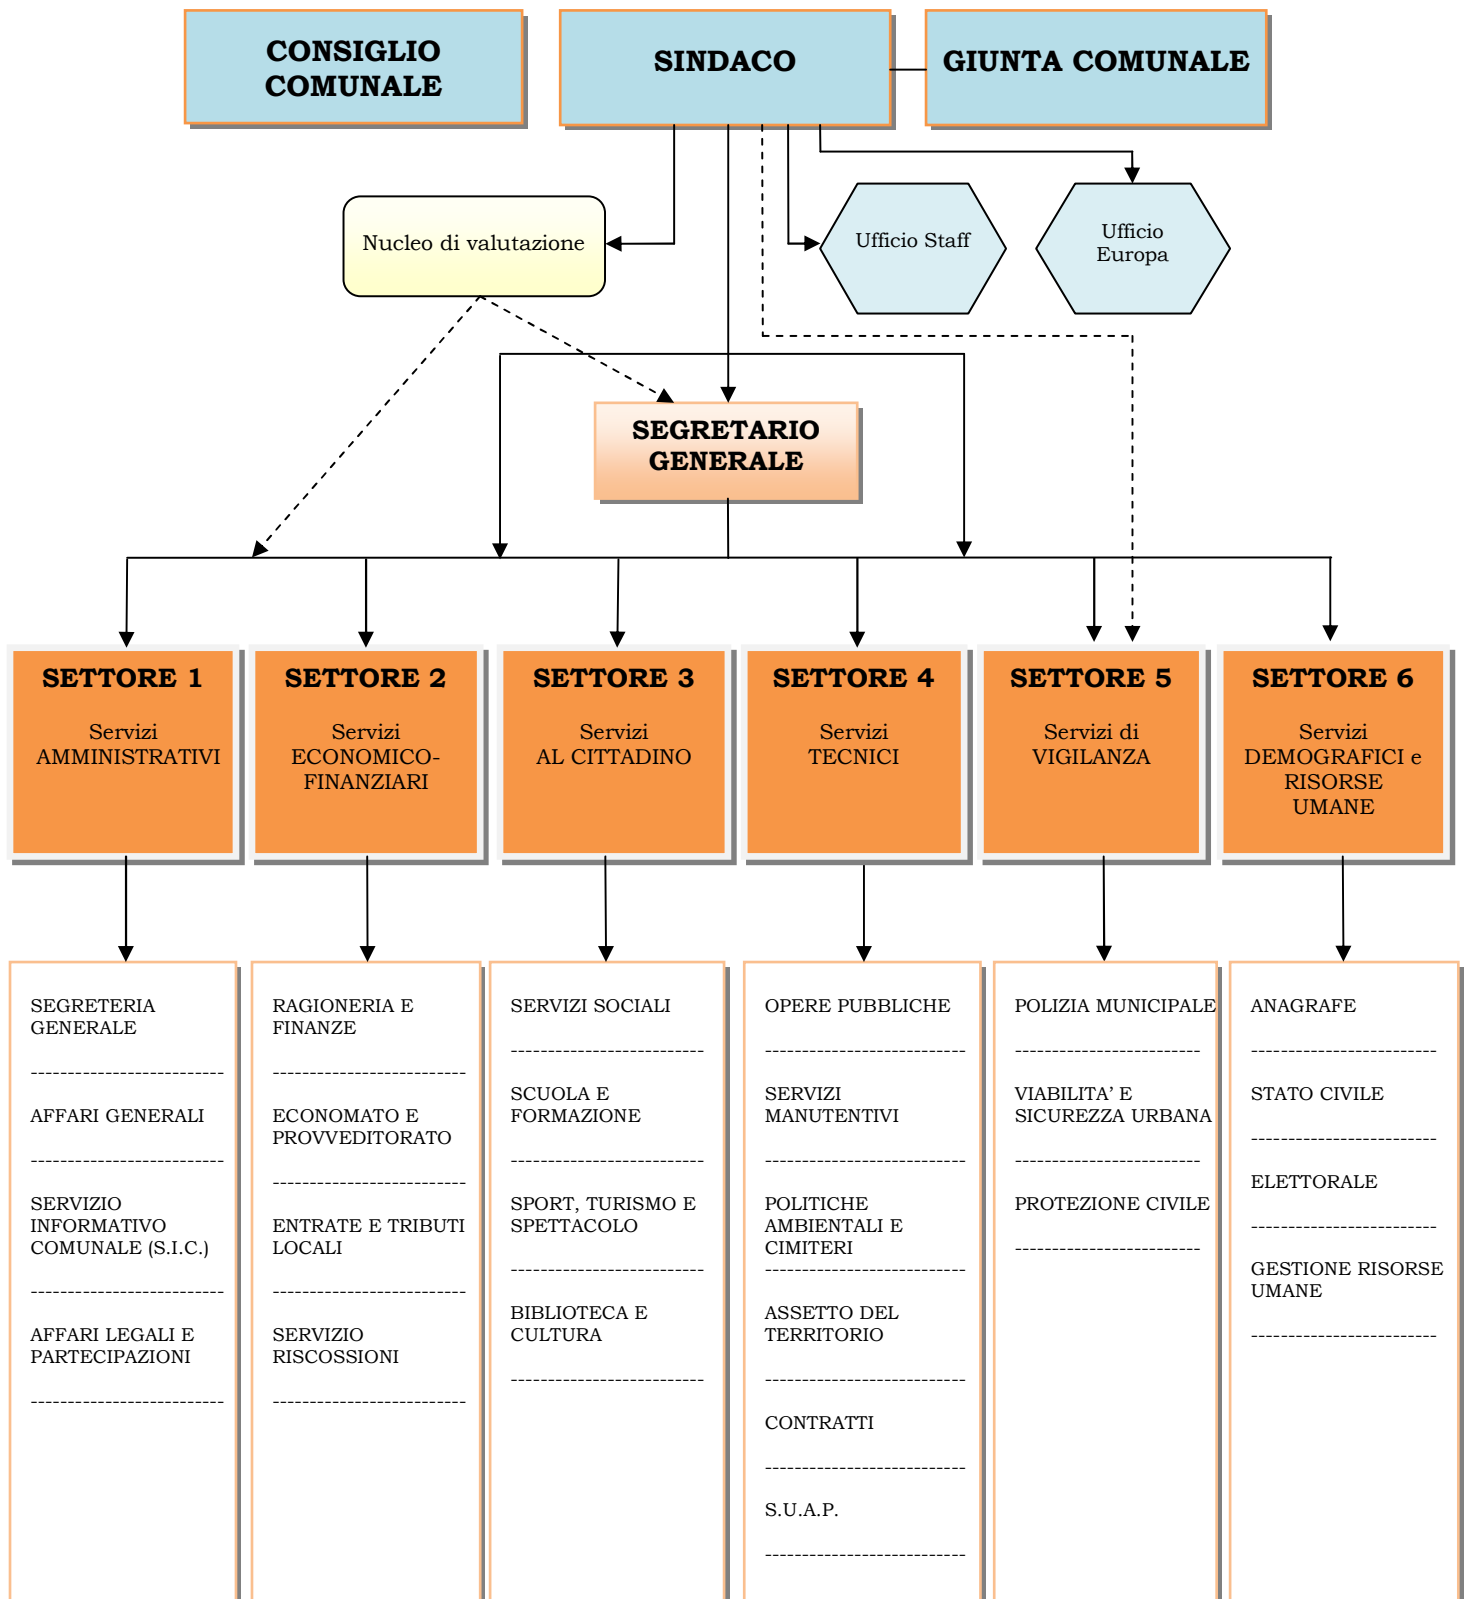 CONSIGLIO
COMUNALE
SINDACO
GIUNTA COMUNALE
Nucleo di valutazione
Ufficio Staff
Ufficio
Europa
SEGRETARIO
GENERALE
SETTORE 1
Servizi
AMMINISTRATIVI
SETTORE 2
Servizi
ECONOMICO-
FINANZIARI
SETTORE 3
Servizi
AL CITTADINO
SETTORE 4
Servizi
TECNICI
SETTORE 5
Servizi di
VIGILANZA
SETTORE 6
Servizi
DEMOGRAFICI e
RISORSE
UMANE
SEGRETERIA
GENERALE
--------------------------
AFFARI GENERALI
--------------------------
SERVIZIO
INFORMATIVO
COMUNALE (S.I.C.)
--------------------------
AFFARI LEGALI E
PARTECIPAZIONI
--------------------------
RAGIONERIA E
FINANZE
--------------------------
ECONOMATO E
PROVVEDITORATO
--------------------------
ENTRATE E TRIBUTI
LOCALI
--------------------------
SERVIZIO
RISCOSSIONI
--------------------------
SERVIZI SOCIALI
--------------------------
SCUOLA E
FORMAZIONE
--------------------------
SPORT, TURISMO E
SPETTACOLO
--------------------------
BIBLIOTECA E
CULTURA
--------------------------
OPERE PUBBLICHE
---------------------------
SERVIZI
MANUTENTIVI
---------------------------
POLITICHE
AMBIENTALI E
CIMITERI
---------------------------
ASSETTO DEL
TERRITORIO
---------------------------
CONTRATTI
---------------------------
S.U.A.P.
---------------------------
POLIZIA MUNICIPALE
-------------------------
VIABILITA’ E
SICUREZZA URBANA
-------------------------
PROTEZIONE CIVILE
-------------------------
ANAGRAFE
-------------------------
STATO CIVILE
-------------------------
ELETTORALE
-------------------------
GESTIONE RISORSE
UMANE
-------------------------